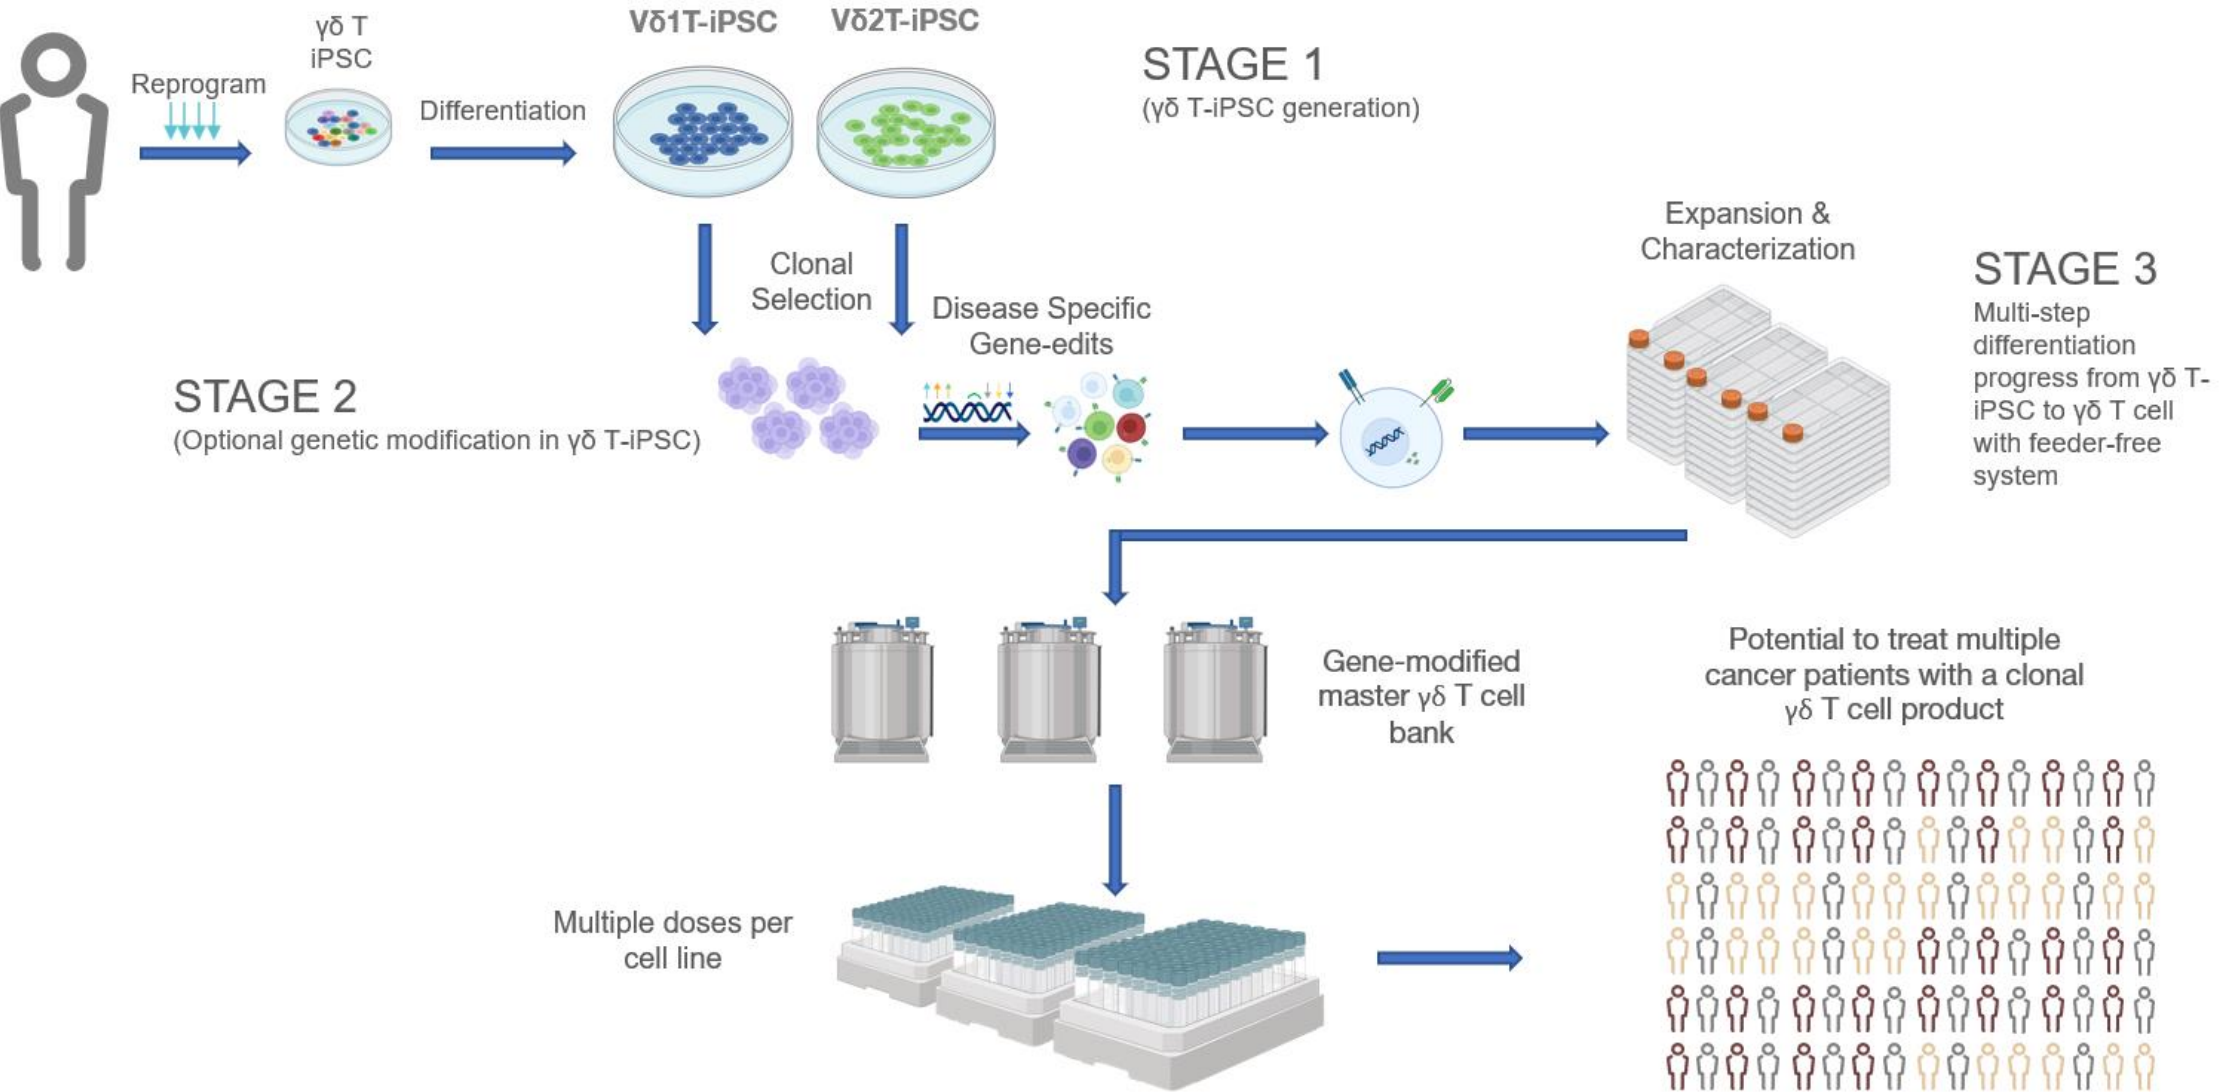 γδ T
iPSC
Reprogram
Differentiation
Vδ1T-iPSC
Vδ2T-iPSC
STAGE 1
(γδ T-iPSC generation)
Clonal
Selection
Disease Specific
Gene-edits
STAGE 2
(Optional genetic modification in γδ T-iPSC)
Expansion &
Characterization
STAGE 3
Multi-step
differentiation
progress from γδ T-
iPSC to γδ T cell
with feeder-free
system
Gene-modified
master γδ T cell
bank
Potential to treat multiple
cancer patients with a clonal
γδ T cell product
Multiple doses per
cell line